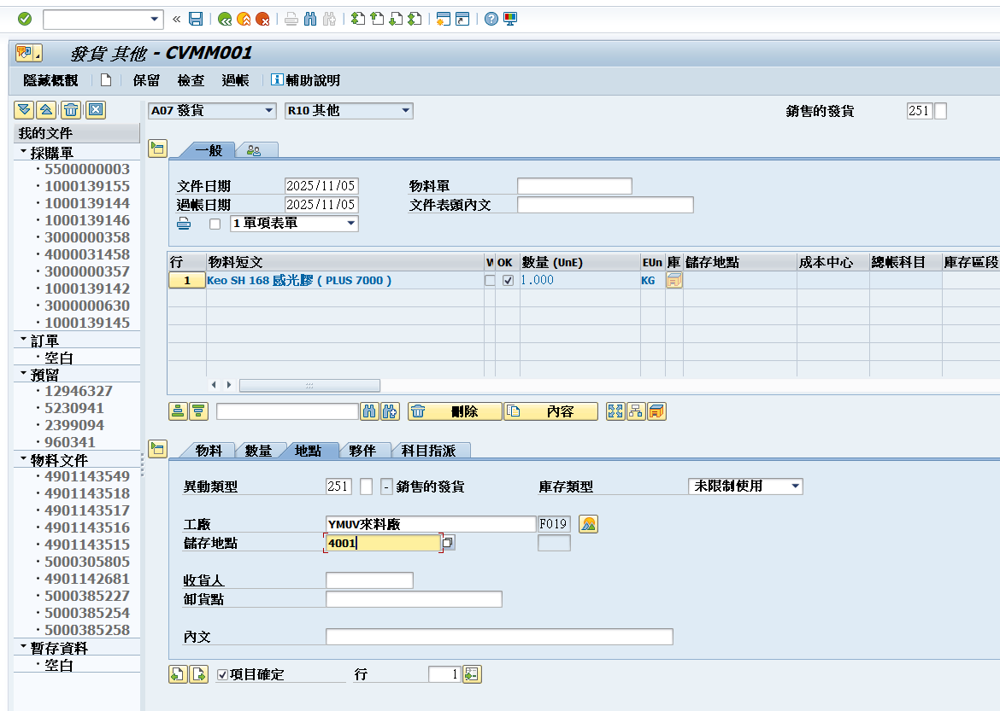 發貨 其他 - CVMM001
隱藏概觀 保留 檢查 過帳 輔助說明
A07 發貨 R10 其他 銷售的發貨 251
我的文件
採購單
5500000003
1000139155
1000139144
1000139146
3000000358
4000031458
3000000357
1000139142
3000000630
1000139145
訂單
空白
預留
12946327
5230941
2399094
960341
物料文件
4901143549
4901143518
4901143517
4901143516
4901143515
5000305805
4901142681
5000385227
5000385254
5000385258
暫存資料
空白
一般
文件日期 2025/11/05 物料單
過帳日期 2025/11/05 文件表頭內文
1 單項表單
行 物料短文 OK 數量 (UnE) EUn 庫 儲存地點 成本中心 總帳科目 庫存區段
1 Keo SH 168 感光膠 ( PLUS 7000 ) 1.000 KG
刪除 內容
物料 數量 地點 夥伴 科目指派
異動類型 251 - 銷售的發貨 庫存類型 未限制使用
工廠 YMUV來料廠 F019
儲存地點 4001
收貨人
卸貨點
內文
項目確定 行 1